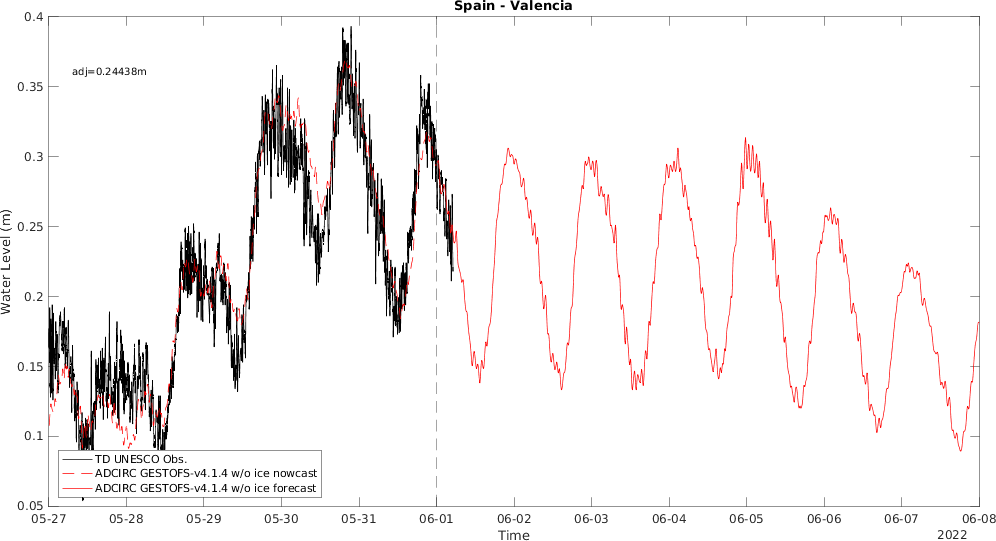 Spain - Valencia
0.4
0.35
0.3
0.25
0.2
0.15
0.1
0.05
Water Level (m)
adj=0.24438m
TD UNESCO Obs.
ADCIRC GESTOFS-v4.1.4 w/o ice nowcast
ADCIRC GESTOFS-v4.1.4 w/o ice forecast
05-27 05-28 05-29 05-30 05-31 06-01 06-02 06-03 06-04 06-05 06-06 06-07 06-08
Time
2022